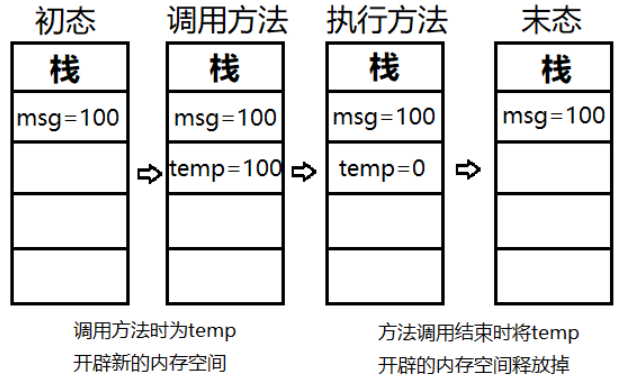 初态 调用方法 执行方法 末态
栈 栈 栈 栈
msg=100 msg=100 msg=100 msg=100
temp=100 temp=0
调用方法时为temp
开辟新的内存空间
方法调用结束时将temp
开辟的内存空间释放掉